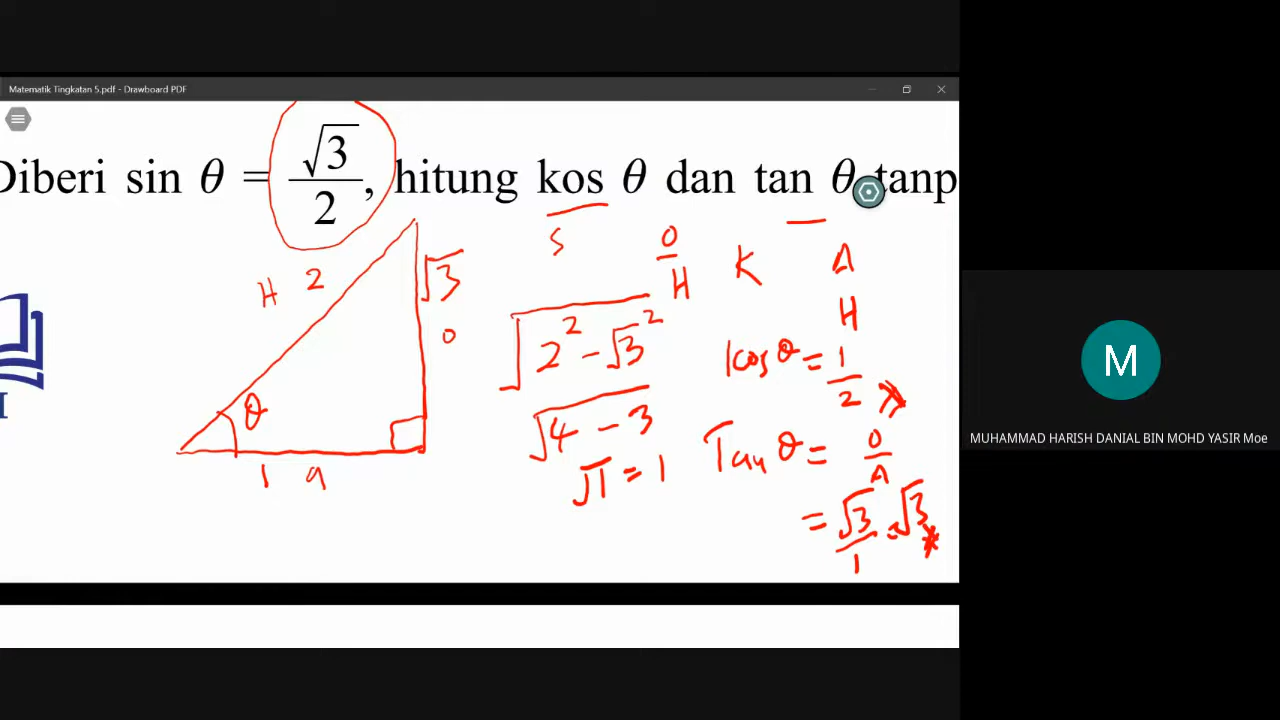 Matematik Tingkatan 5.pdf - Drawboard PDF
Diberi sin θ = √3/2, hitung kos θ dan tan θ tanp
S O/H K A/H
H 2 √3
O
θ
1 a
√2² - √3²
√4 - 3
√1 = 1
kos θ = 1/2
Tan θ = O/A
= √3/1 = √3
I
M
MUHAMMAD HARISH DANIAL BIN MOHD YASIR Moe